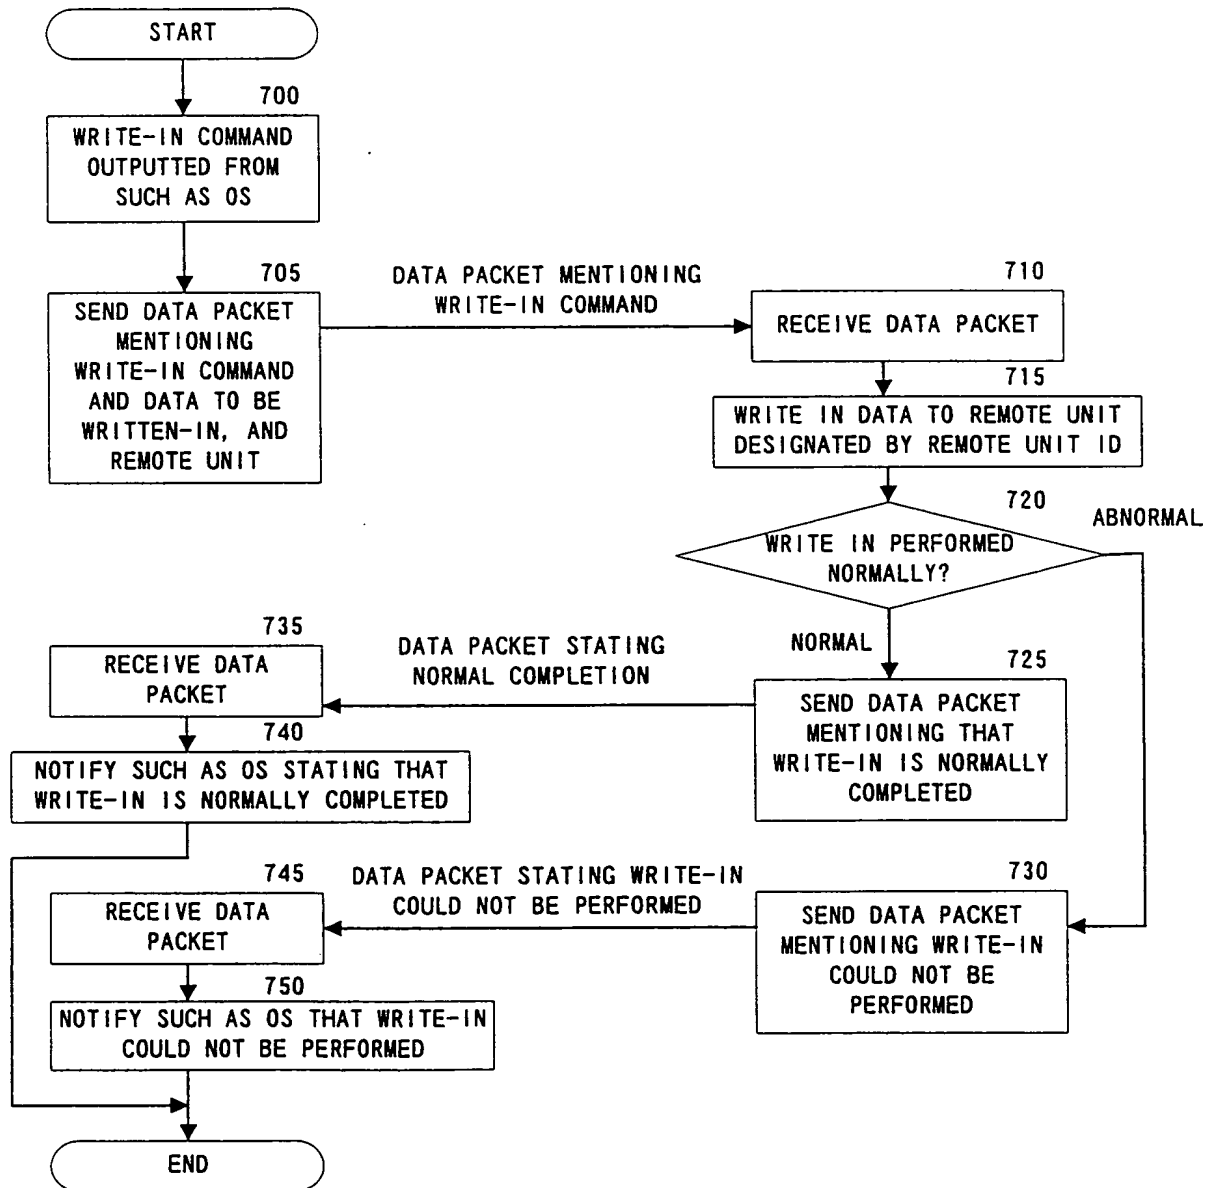 START
700
WRITE-IN COMMAND
OUTPUTTED FROM
SUCH AS OS
705
SEND DATA PACKET
MENTIONING
WRITE-IN COMMAND
AND DATA TO BE
WRITTEN-IN, AND
REMOTE UNIT
DATA PACKET MENTIONING
WRITE-IN COMMAND
710
RECEIVE DATA PACKET
715
WRITE IN DATA TO REMOTE UNIT
DESIGNATED BY REMOTE UNIT ID
720
ABNORMAL
WRITE IN PERFORMED
NORMALLY?
NORMAL
725
SEND DATA PACKET
MENTIONING THAT
WRITE-IN IS NORMALLY
COMPLETED
DATA PACKET STATING
NORMAL COMPLETION
735
RECEIVE DATA
PACKET
740
NOTIFY SUCH AS OS STATING THAT
WRITE-IN IS NORMALLY COMPLETED
730
SEND DATA PACKET
MENTIONING WRITE-IN
COULD NOT BE
PERFORMED
DATA PACKET STATING WRITE-IN
COULD NOT BE PERFORMED
745
RECEIVE DATA
PACKET
750
NOTIFY SUCH AS OS THAT WRITE-IN
COULD NOT BE PERFORMED
END